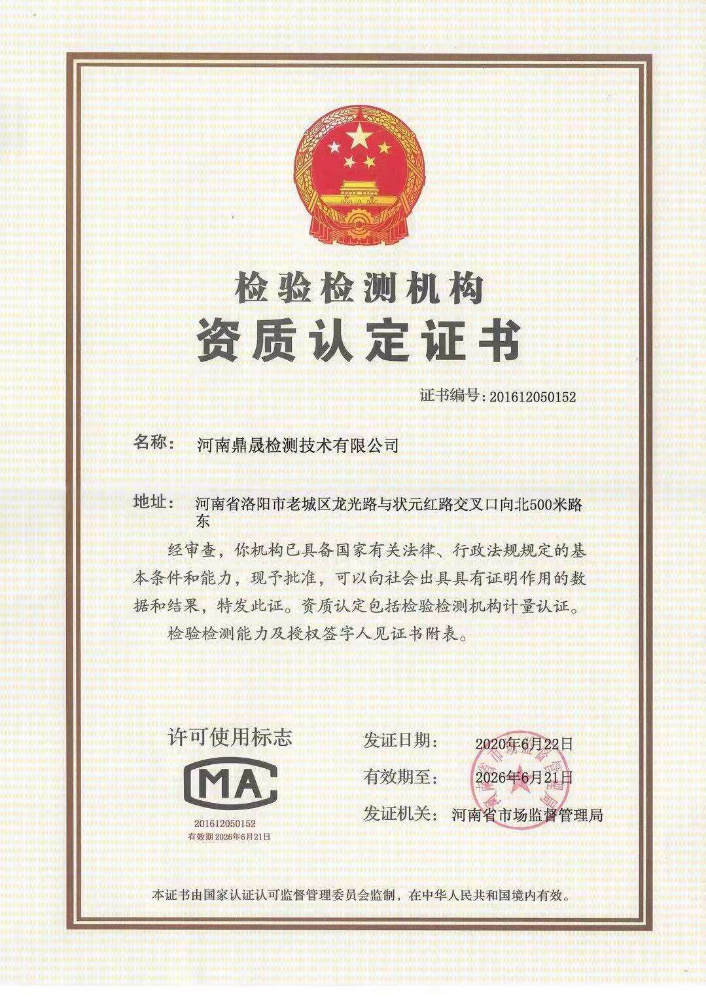 检验检测机构
资质认定证书
证书编号:201612050152
名称: 河南鼎晟检测技术有限公司
地址: 河南省洛阳市老城区龙光路与状元红路交叉口向北500米路
东
经审查，你机构已具备国家有关法律、行政法规规定的基
本条件和能力，现予批准，可以向社会出具具有证明作用的数
据和结果，特发此证。资质认定包括检验检测机构计量认证。
检验检测能力及授权签字人见证书附表。
许可使用标志
MA
201612050152
有效期 2026年6月21日
发证日期: 2020年6月22日
有效期至: 2026年6月21日
发证机关: 河南省市场监督管理局
河南省市场监督管理局
本证书由国家认证认可监督管理委员会监制，在中华人民共和国境内有效。